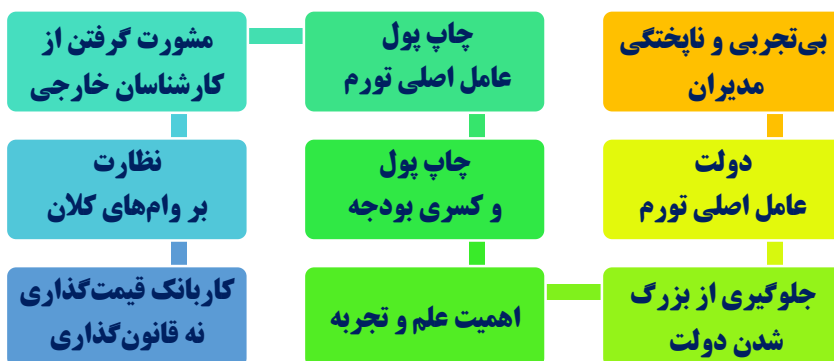 بی‌تجربی و ناپختگی
مدیران
دولت
عامل اصلی تورم
جلوگیری از بزرگ
شدن دولت
اهمیت علم و تجربه
چاپ پول
و کسری بودجه
چاپ پول
عامل اصلی تورم
مشورت گرفتن از
کارشناسان خارجی
نظارت
بر وام‌های کلان
کاربانک قیمت‌گذاری
نه قانون‌گذاری